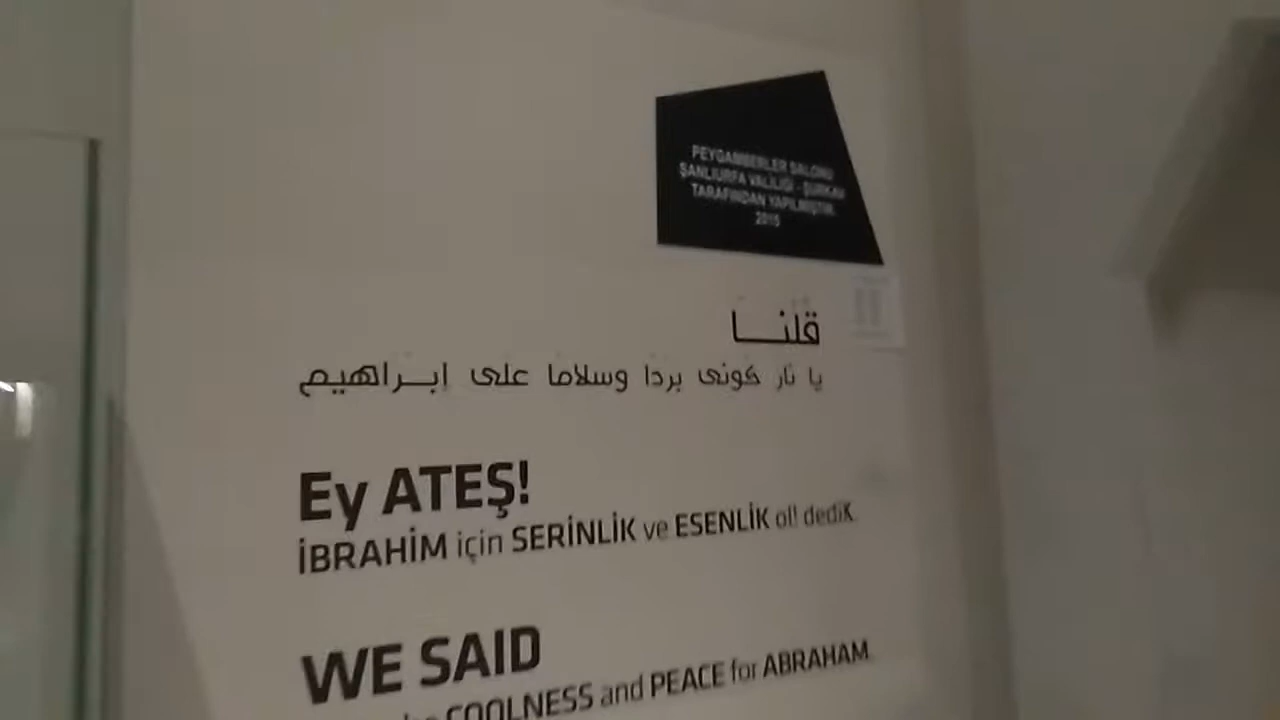 PEYGAMBERLER SALONU
ŞANLIURFA VALİLİĞİ - ŞURKAV
TARAFINDAN YAPILMIŞTIR.
2015
قلنا
يا نار كونى بردا وسلاما على ابراهيم
Ey ATEŞ!
İBRAHİM için SERİNLİK ve ESENLİK ol! dedik.
WE SAID
COOLNESS and PEACE for ABRAHAM.